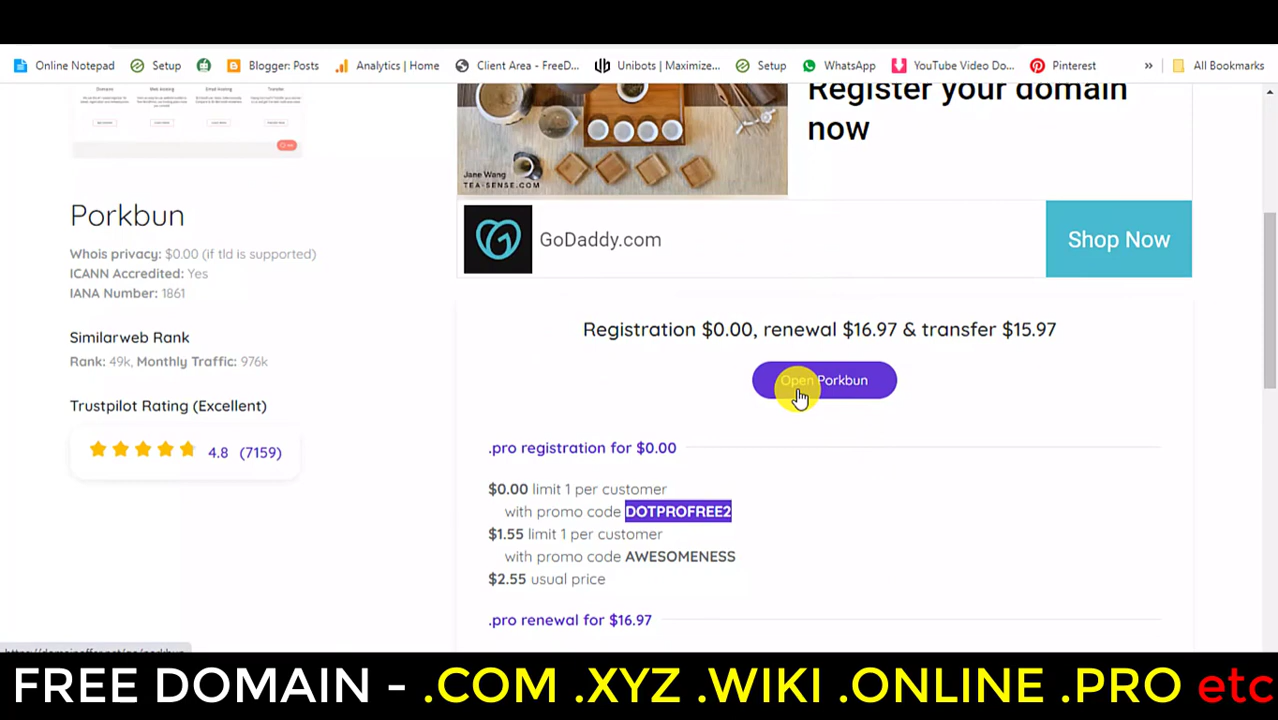 Online Notepad Setup Blogger: Posts Analytics | Home Client Area - FreeD... Unibots | Maximize... Setup WhatsApp YouTube Video Do... Pinterest » All Bookmarks
Register your domain
now
Jane Wang
TEA-SENSE.COM
GoDaddy.com
Shop Now
Porkbun
Whois privacy: $0.00 (if tld is supported)
ICANN Accredited: Yes
IANA Number: 1861
Similarweb Rank
Rank: 49k, Monthly Traffic: 976k
Trustpilot Rating (Excellent)
4.8 (7159)
Registration $0.00, renewal $16.97 & transfer $15.97
Open Porkbun
.pro registration for $0.00
$0.00 limit 1 per customer
with promo code DOTPROFREE2
$1.55 limit 1 per customer
with promo code AWESOMENESS
$2.55 usual price
.pro renewal for $16.97
FREE DOMAIN - .COM .XYZ .WIKI .ONLINE .PRO etc